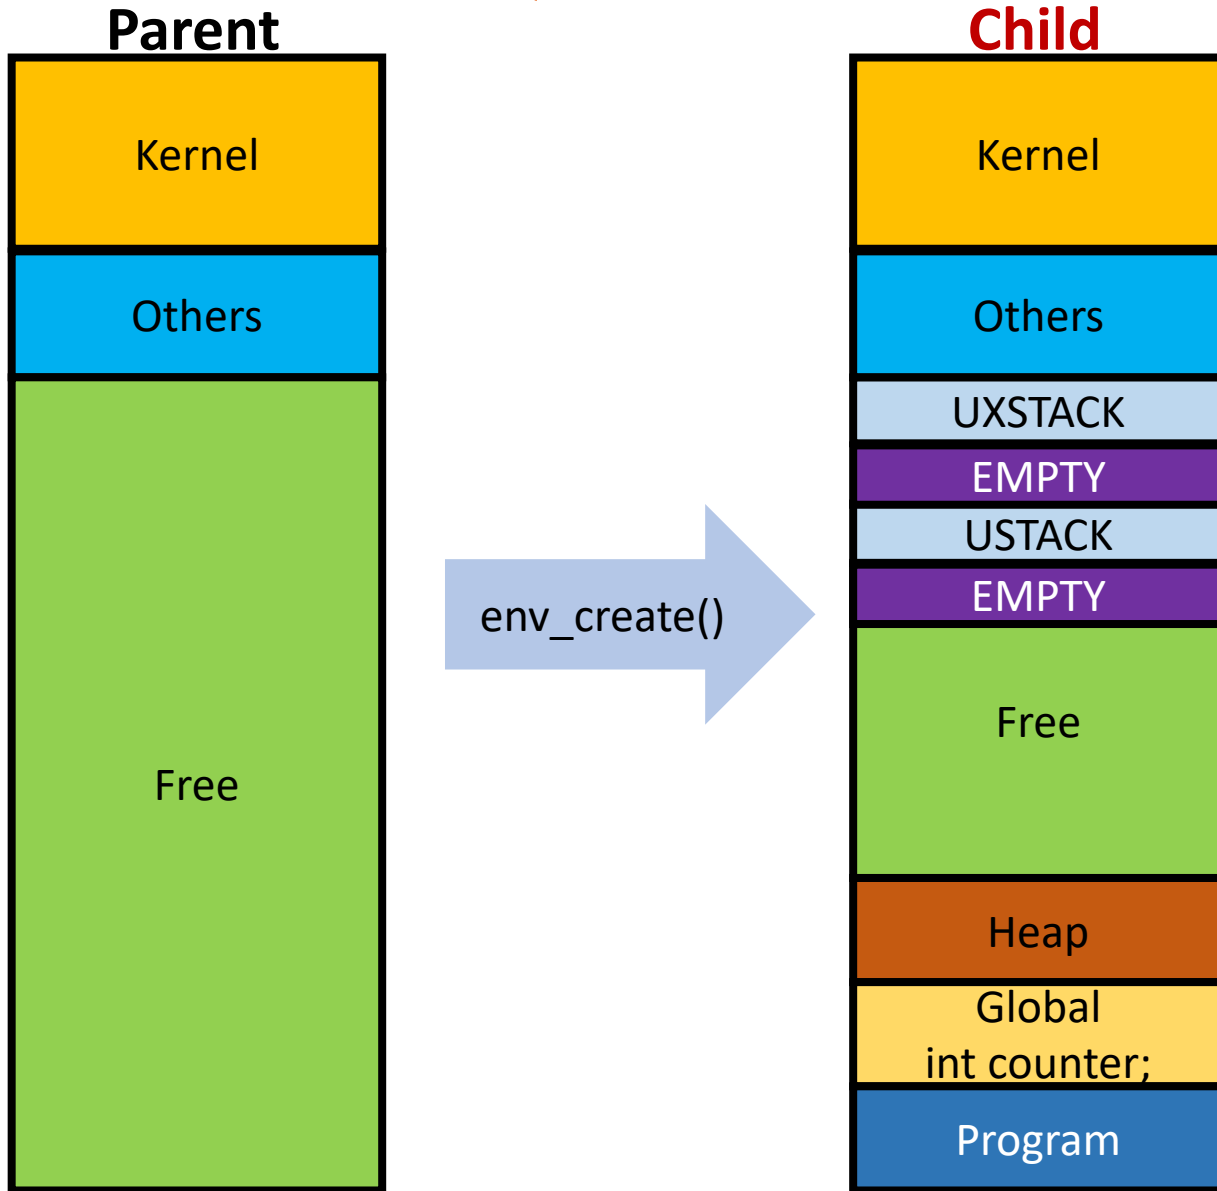 Parent
Kernel
Others
Free
env_create()
Child
Kernel
Others
UXSTACK
EMPTY
USTACK
EMPTY
Free
Heap
Global
int counter;
Program